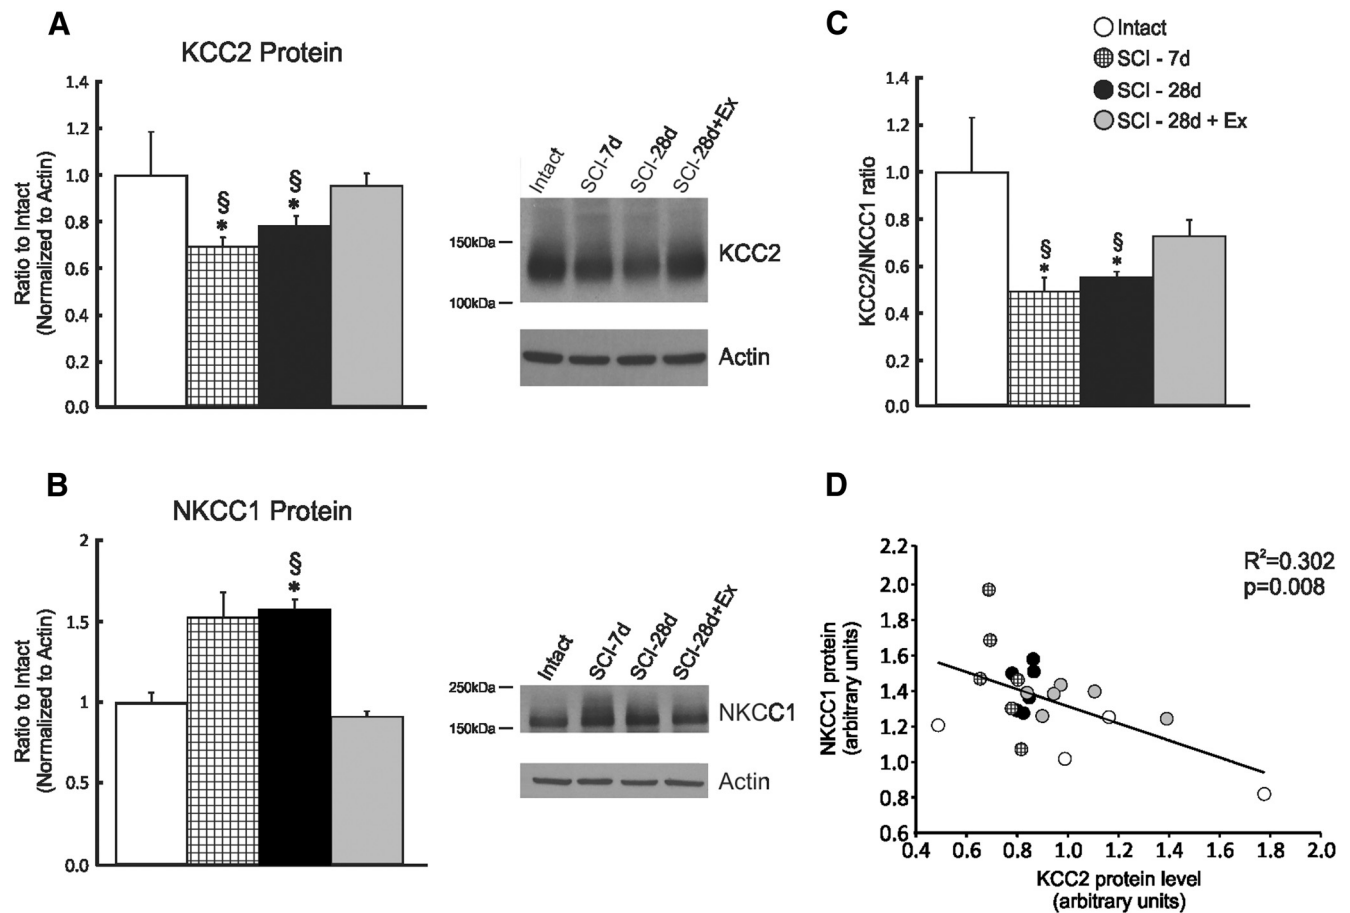 A
KCC2 Protein
1.4
1.2
1.0
0.8
0.6
0.4
0.2
0.0
Ratio to Intact
(Normalized to Actin)
§
*
§
*
Intact
SCI-7d
SCI-28d
SCI-28d+Ex
150kDa
100kDa
KCC2
Actin
B
NKCC1 Protein
2
1.5
1
0.5
0.0
Ratio to Intact
(Normalized to Actin)
§
*
Intact
SCI-7d
SCI-28d
SCI-28d+Ex
250kDa
150kDa
NKCC1
Actin
C
Intact
SCI - 7d
SCI - 28d
SCI - 28d + Ex
1.4
1.2
1.0
0.8
0.6
0.4
0.2
0.0
KCC2/NKCC1 ratio
§
*
§
*
D
2.2
2.0
1.8
1.6
1.4
1.2
1.0
0.8
0.6
NKCC1 protein
(arbitrary units)
R²=0.302
p=0.008
0.4 0.6 0.8 1.0 1.2 1.4 1.6 1.8 2.0
KCC2 protein level
(arbitrary units)